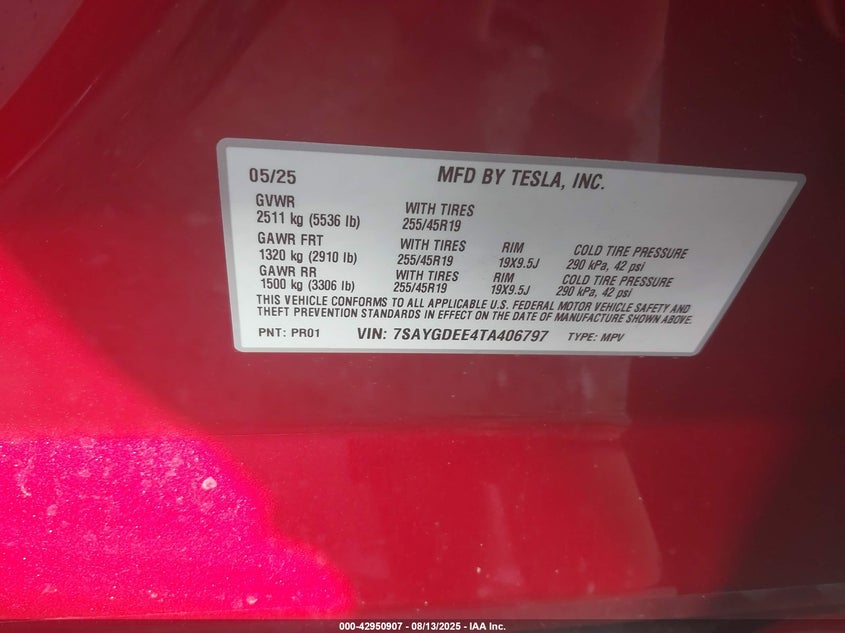 05/25 MFD BY TESLA, INC.
GVWR
2511 kg (5536 lb) WITH TIRES 255/45R19
GAWR FRT
1320 kg (2910 lb) WITH TIRES 255/45R19 RIM 19X9.5J COLD TIRE PRESSURE 290 kPa, 42 psi
GAWR RR
1500 kg (3306 lb) WITH TIRES 255/45R19 RIM 19X9.5J COLD TIRE PRESSURE 290 kPa, 42 psi
THIS VEHICLE CONFORMS TO ALL APPLICABLE U.S. FEDERAL MOTOR VEHICLE SAFETY AND
THEFT PREVENTION STANDARDS IN EFFECT ON THE DATE OF MANUFACTURE SHOWN ABOVE.
PNT: PR01 VIN: 7SAYGDEE4TA406797 TYPE: MPV
000-42950907 - 08/13/2025 - IAA Inc.